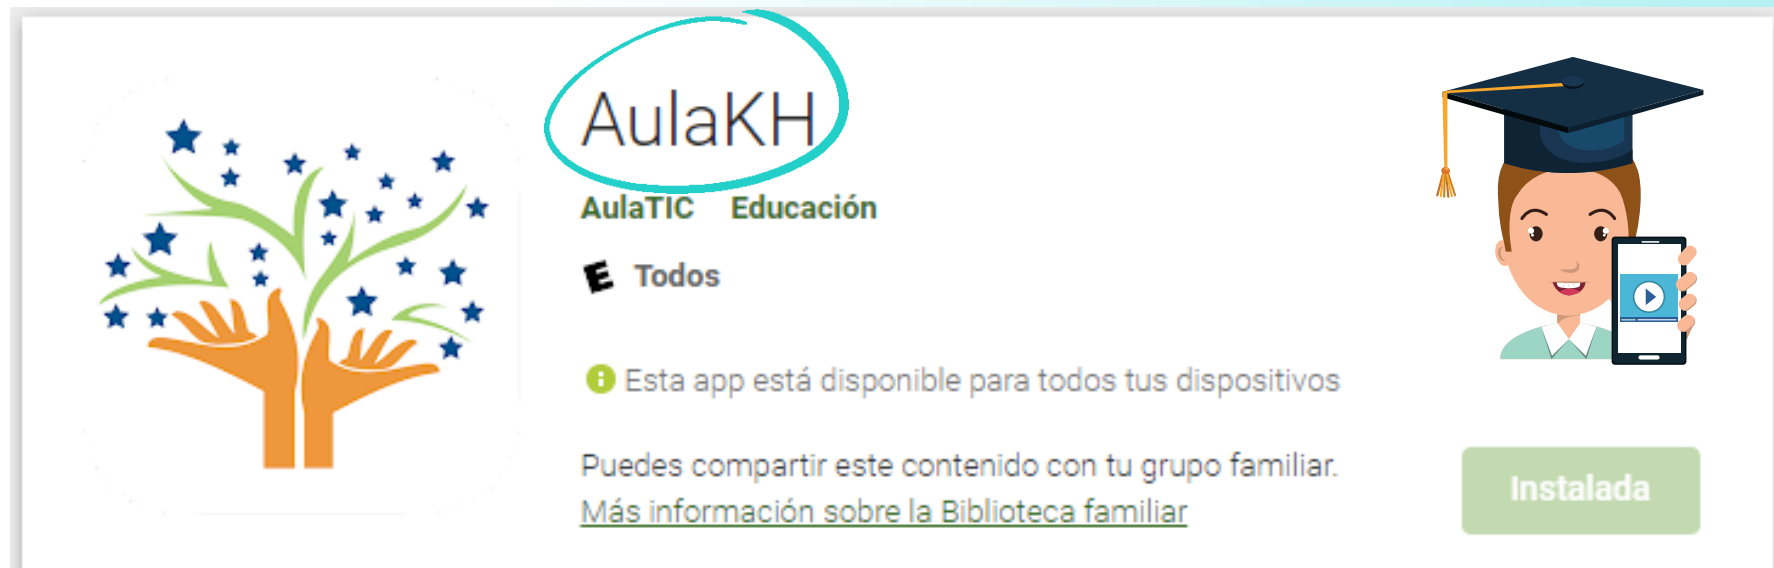 AulaKH
AulaTIC Educación
E Todos
Esta app está disponible para todos tus dispositivos
Puedes compartir este contenido con tu grupo familiar.
Más información sobre la Biblioteca familiar
Instalada